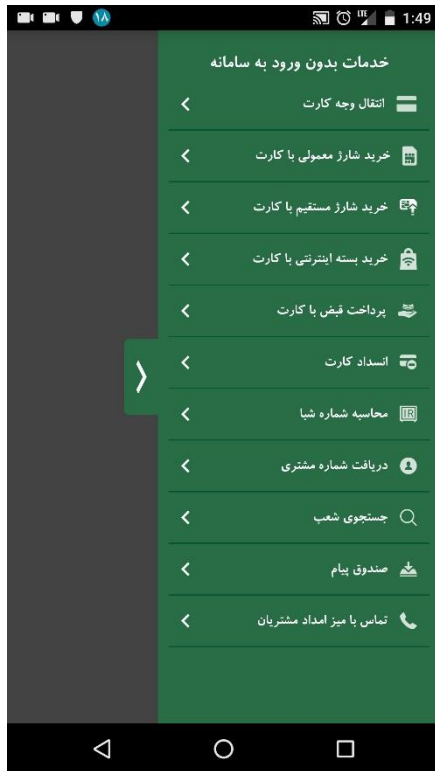 ۱۸ LTE 1:49
خدمات بدون ورود به سامانه
انتقال وجه کارت
خرید شارژ معمولی با کارت
خرید شارژ مستقیم با کارت
خرید بسته اینترنتی با کارت
پرداخت قبض با کارت
انسداد کارت
محاسبه شماره شبا
IR
دریافت شماره مشتری
جستجوی شعب
صندوق پیام
تماس با میز امداد مشتریان